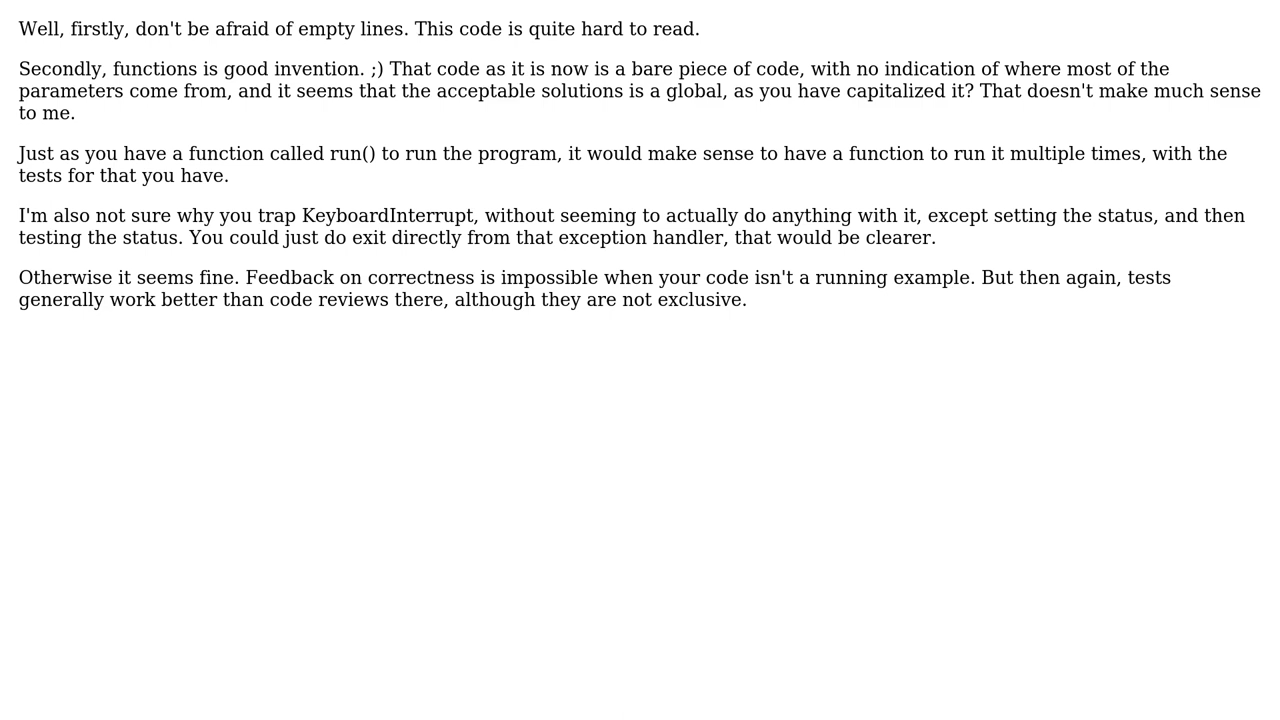 Well, firstly, don't be afraid of empty lines. This code is quite hard to read.
Secondly, functions is good invention. ;) That code as it is now is a bare piece of code, with no indication of where most of the
parameters come from, and it seems that the acceptable solutions is a global, as you have capitalized it? That doesn't make much sense
to me.
Just as you have a function called run() to run the program, it would make sense to have a function to run it multiple times, with the
tests for that you have.
I'm also not sure why you trap KeyboardInterrupt, without seeming to actually do anything with it, except setting the status, and then
testing the status. You could just do exit directly from that exception handler, that would be clearer.
Otherwise it seems fine. Feedback on correctness is impossible when your code isn't a running example. But then again, tests
generally work better than code reviews there, although they are not exclusive.